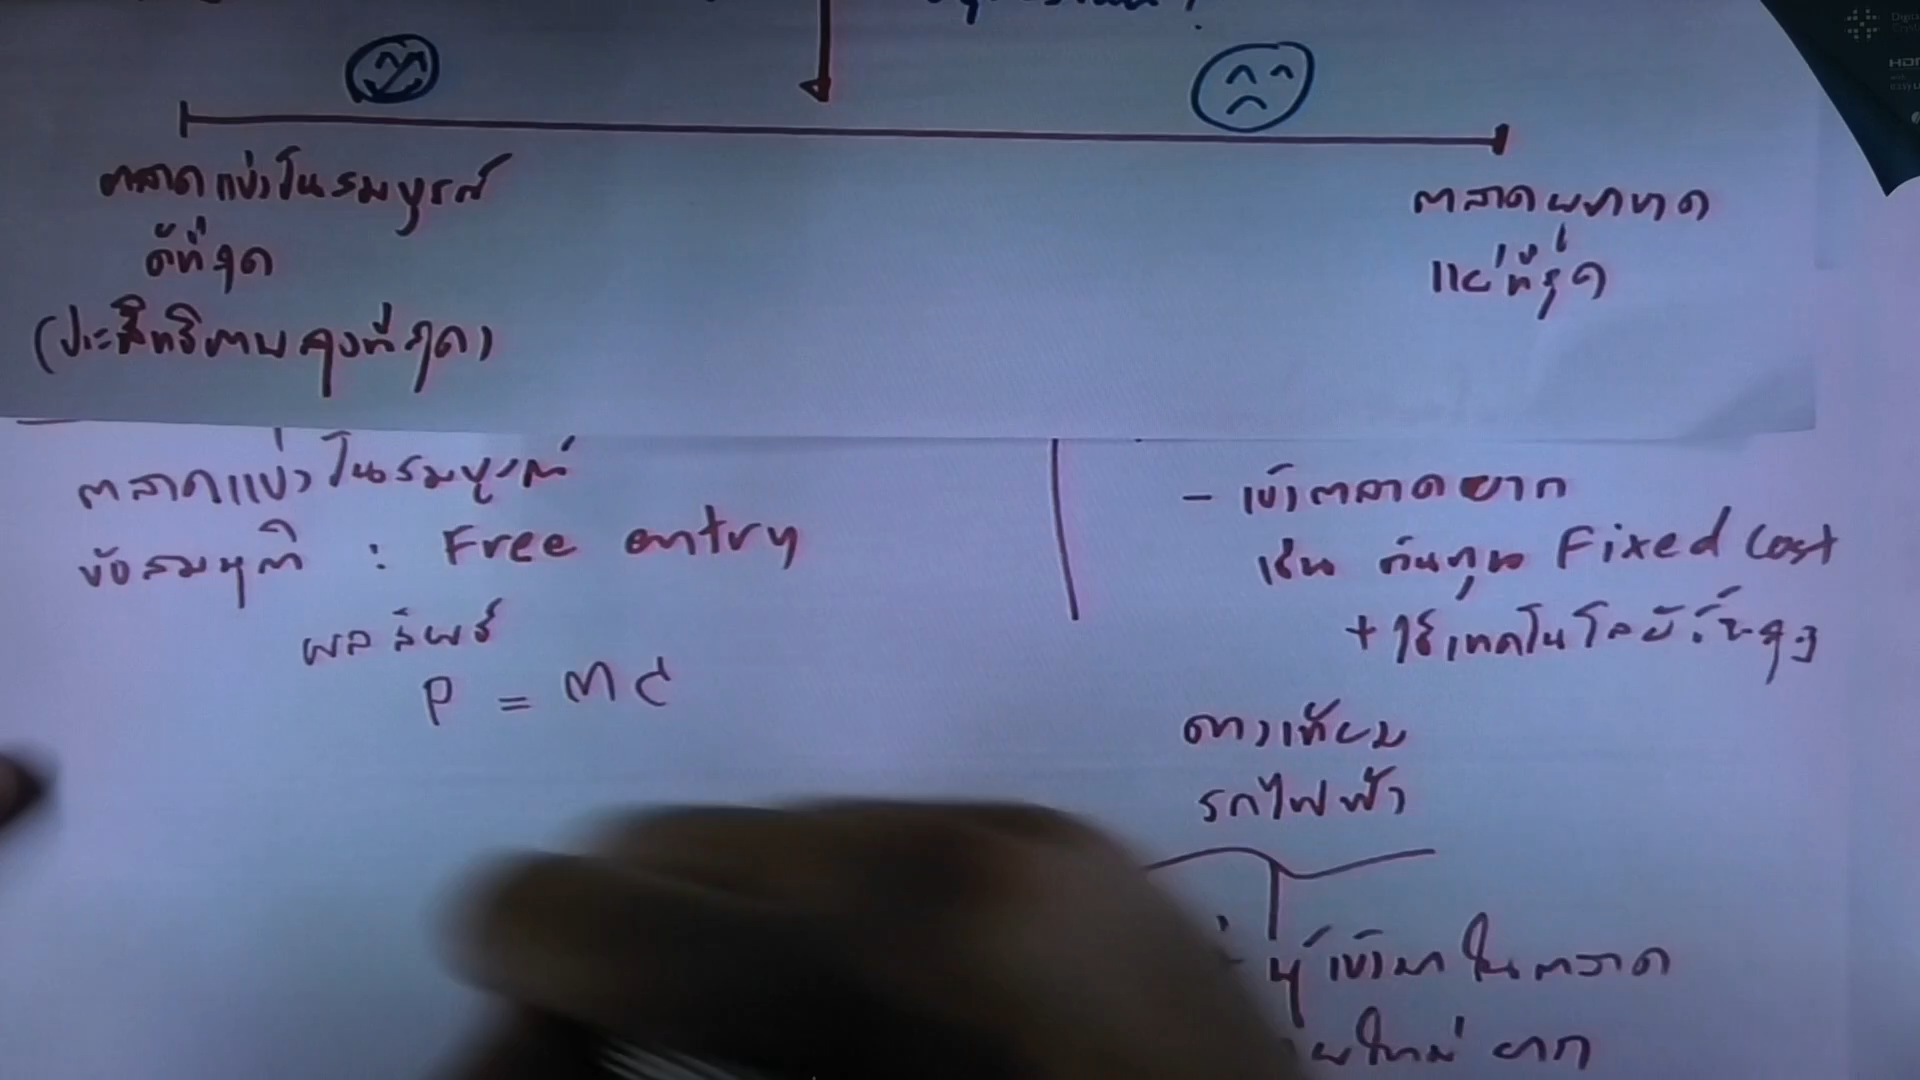 ตลาดแข่งขันสมบูรณ์
ดีที่สุด
(ประสิทธิภาพสูงที่สุด)
ตลาดผูกขาด
แย่ที่สุด
ตลาดแข่งขันสมบูรณ์
ข้อสมมุติ : Free entry
ผลลัพธ์
P = MC
- เข้าตลาดยาก
เช่น ต้นทุน Fixed Cost
+ ใช้เทคโนโลยีขั้นสูง
ดาวเทียม
รถไฟฟ้า
ผู้เข้ามาในตลาด
ใหม่ ยาก
HDMI